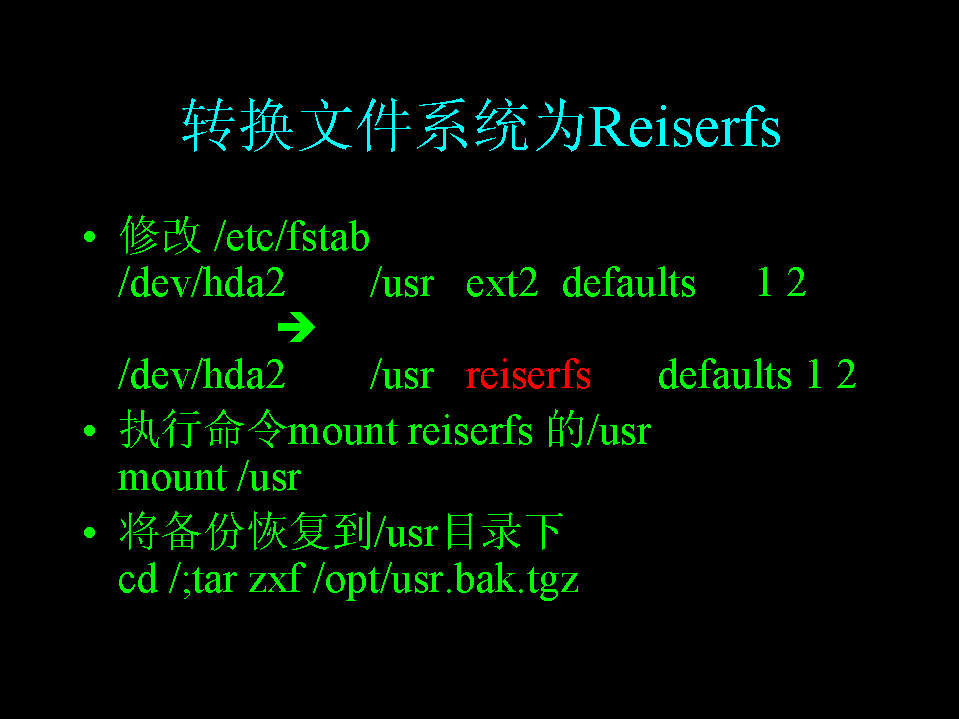 转换文件系统为Reiserfs
• 修改 /etc/fstab
/dev/hda2 /usr ext2 defaults 1 2
➔
/dev/hda2 /usr reiserfs defaults 1 2
• 执行命令mount reiserfs 的/usr
mount /usr
• 将备份恢复到/usr目录下
cd /;tar zxf /opt/usr.bak.tgz